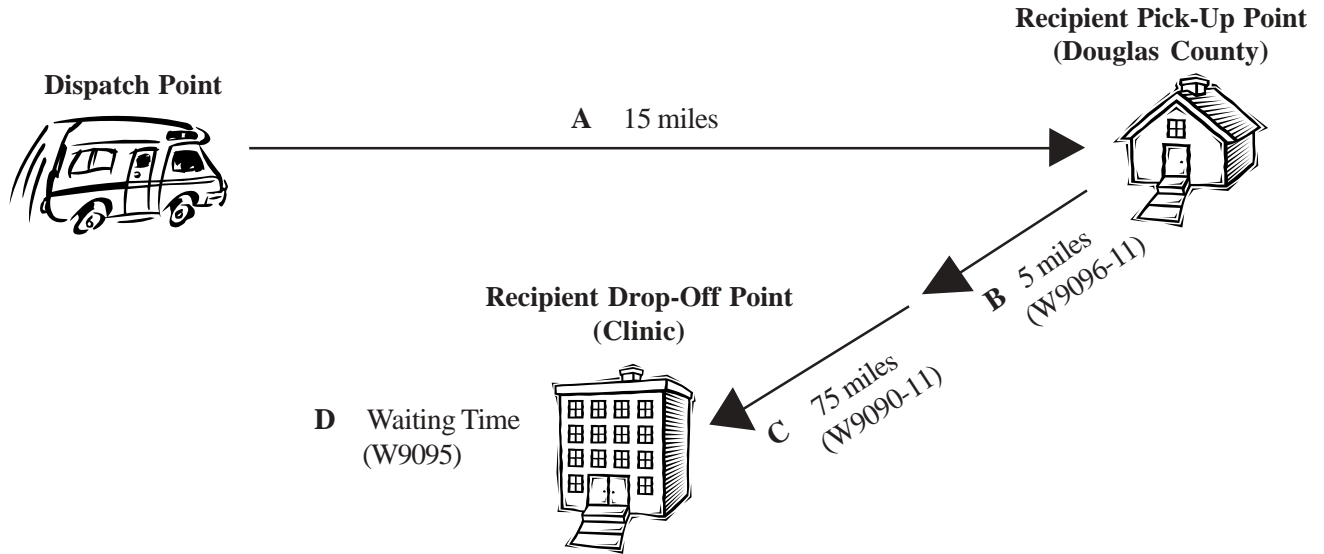 Recipient Pick-Up Point
(Douglas County)
Dispatch Point
A 15 miles
B 5 miles
(W9096-11)
Recipient Drop-Off Point
(Clinic)
C 75 miles
(W9090-11)
D Waiting Time
(W9095)